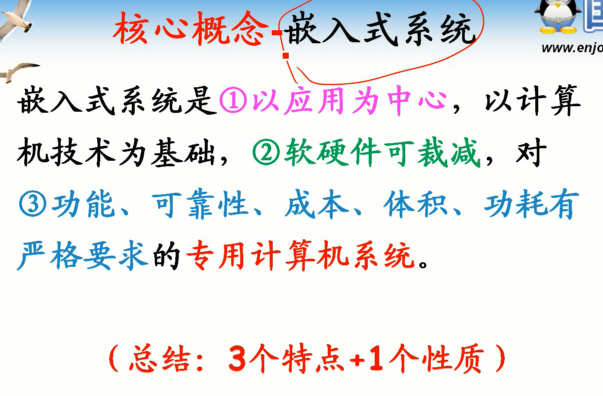 核心概念-嵌入式系统
www.enjo
嵌入式系统是①以应用为中心，以计算
机技术为基础，②软硬件可裁减，对
③功能、可靠性、成本、体积、功耗有
严格要求的专用计算机系统。
（总结：3个特点+1个性质）